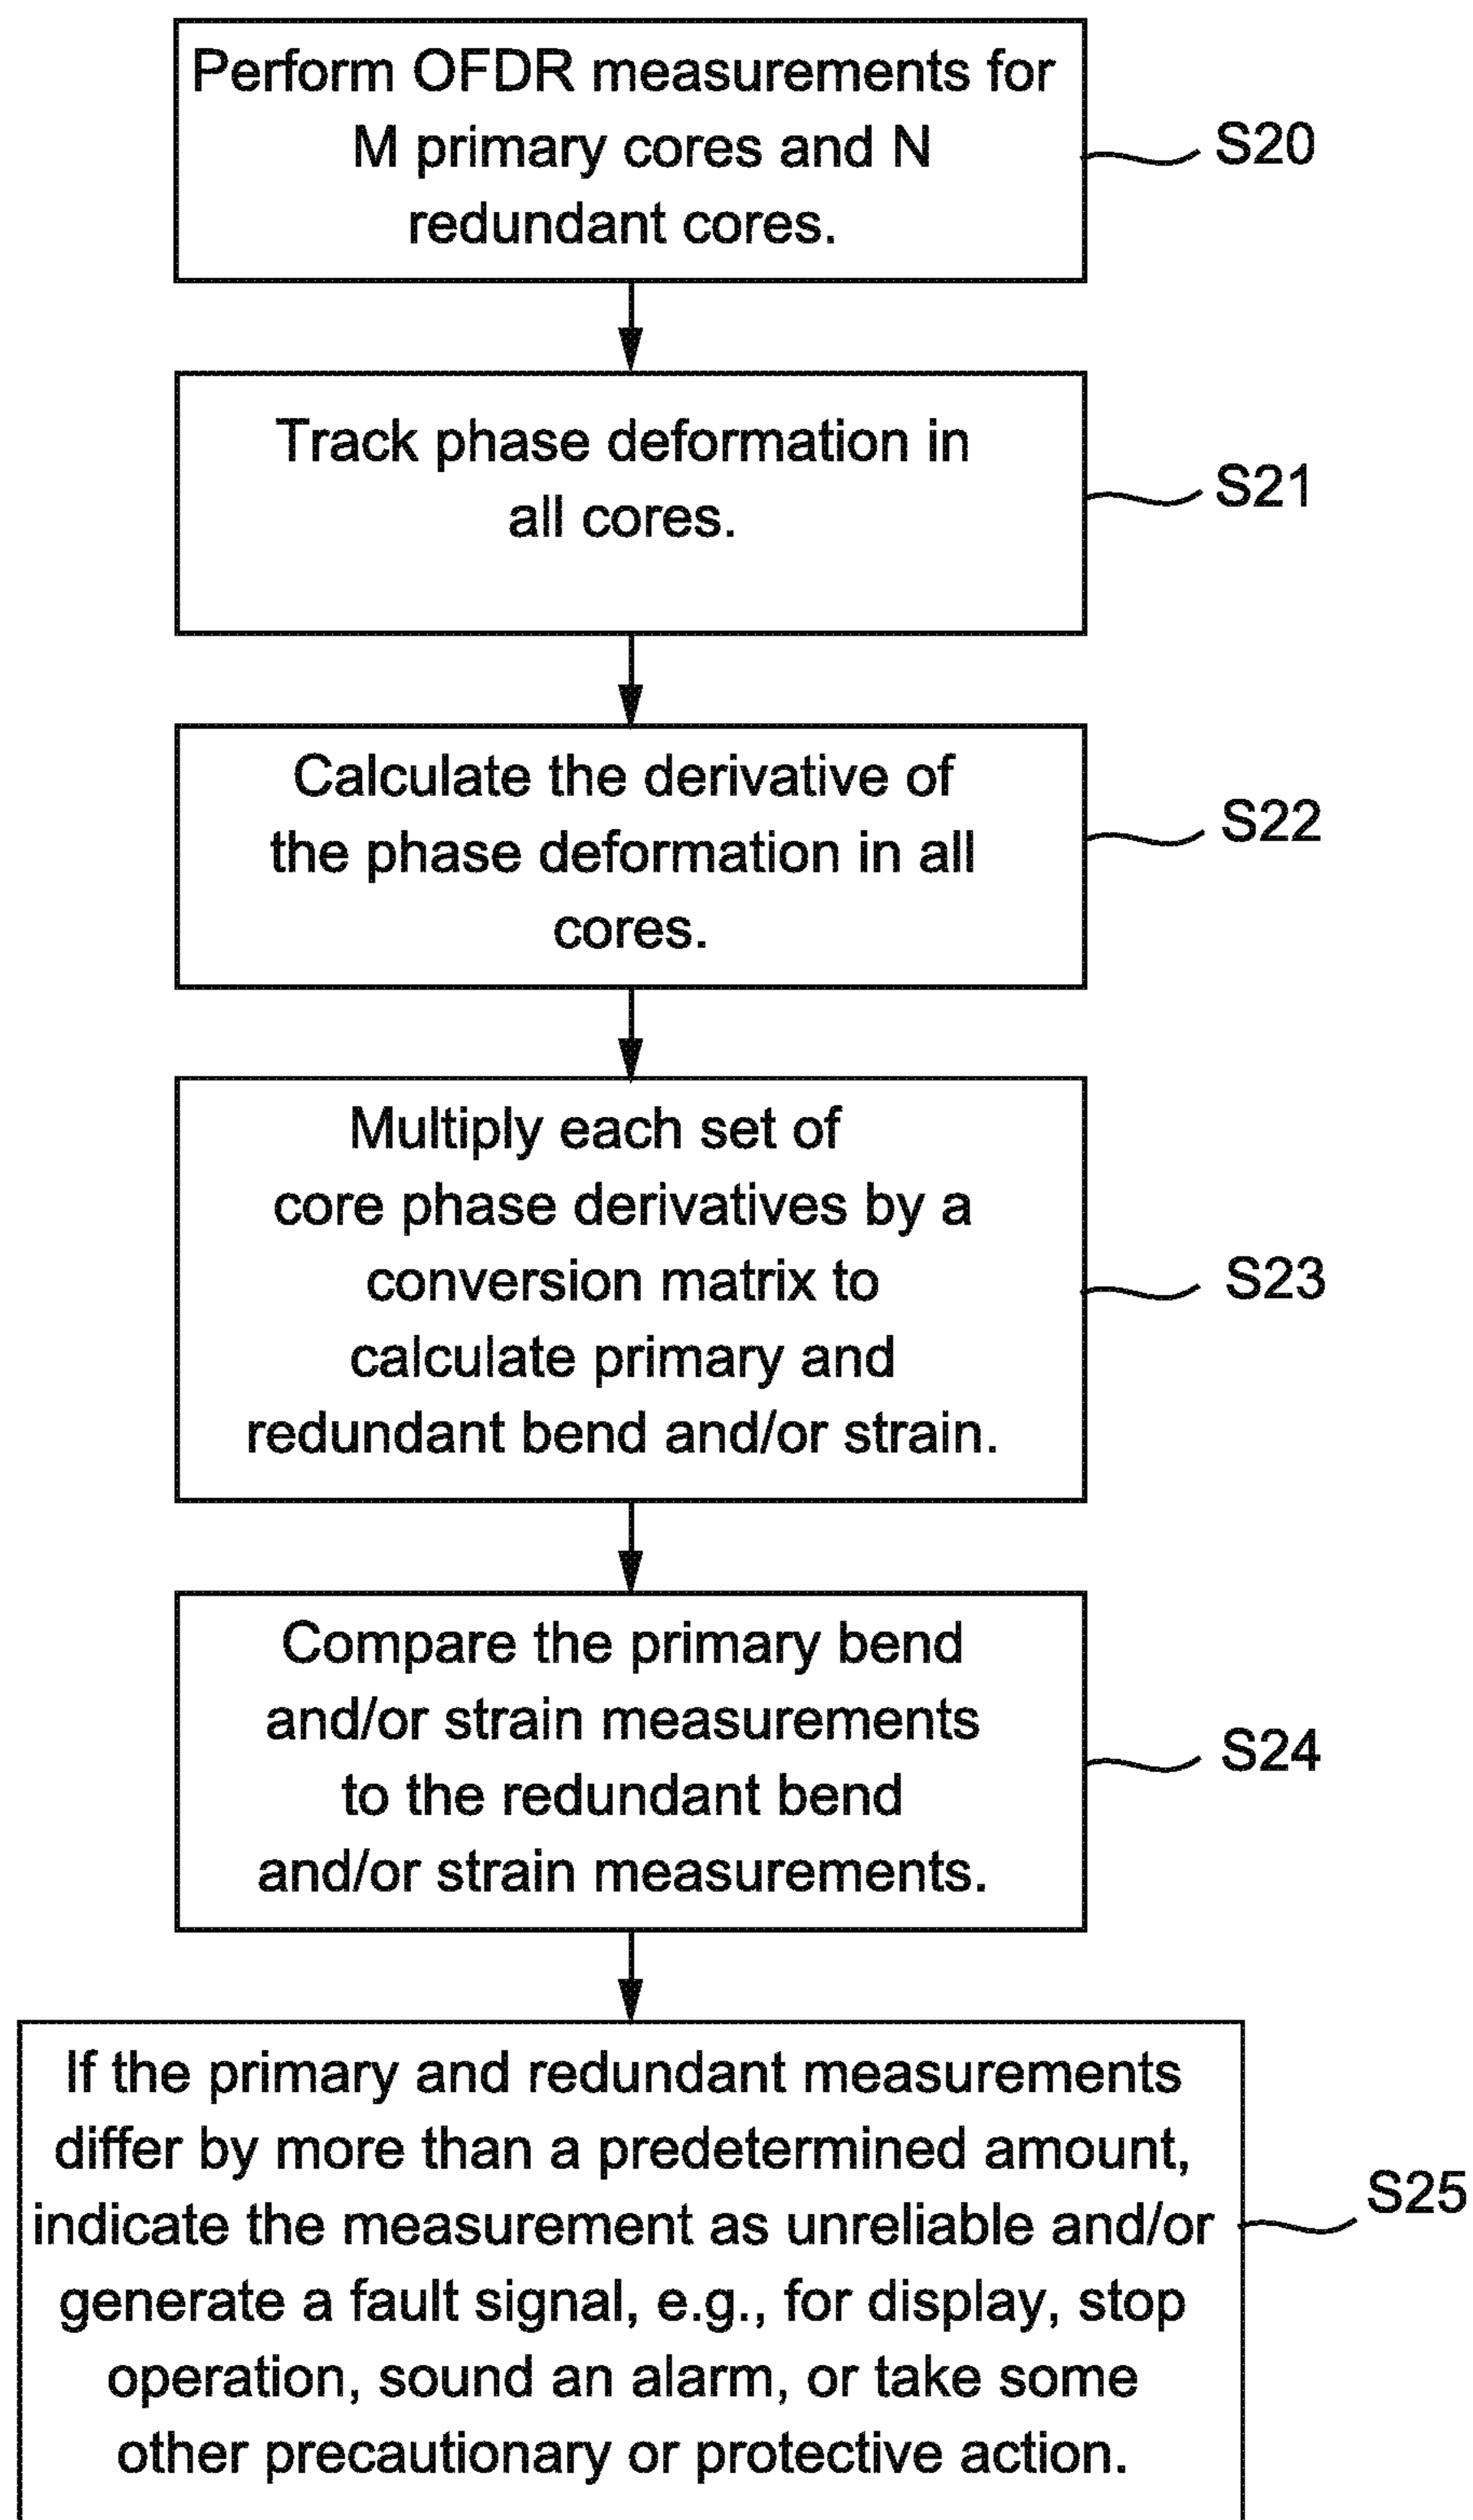 Perform OFDR measurements for
M primary cores and N
redundant cores.
S20
Track phase deformation in
all cores.
S21
Calculate the derivative of
the phase deformation in all
cores.
S22
Multiply each set of
core phase derivatives by a
conversion matrix to
calculate primary and
redundant bend and/or strain.
S23
Compare the primary bend
and/or strain measurements
to the redundant bend
and/or strain measurements.
S24
If the primary and redundant measurements
differ by more than a predetermined amount,
indicate the measurement as unreliable and/or
generate a fault signal, e.g., for display, stop
operation, sound an alarm, or take some
other precautionary or protective action.
S25